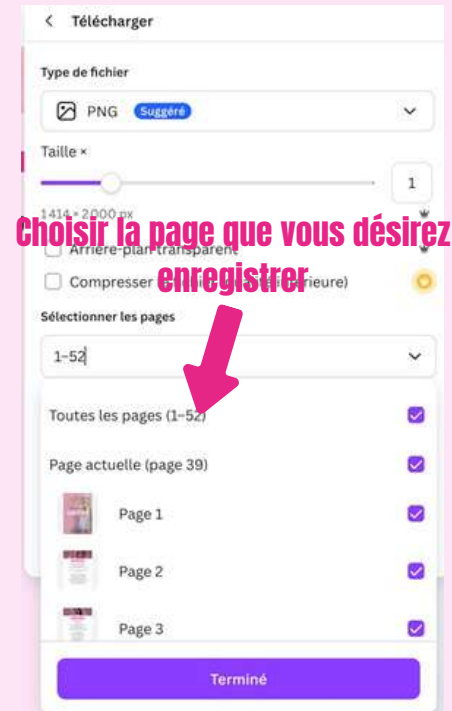 Télécharger
Type de fichier
PNG Suggéré
Taille ×
1
1414 × 2000 px
Choisir la page que vous désirez
Arrière-plan transparent
enregistrer
Compresser
Sélectionner les pages
1-52
Toutes les pages (1-52)
Page actuelle (page 39)
Page 1
Page 2
Page 3
Terminé